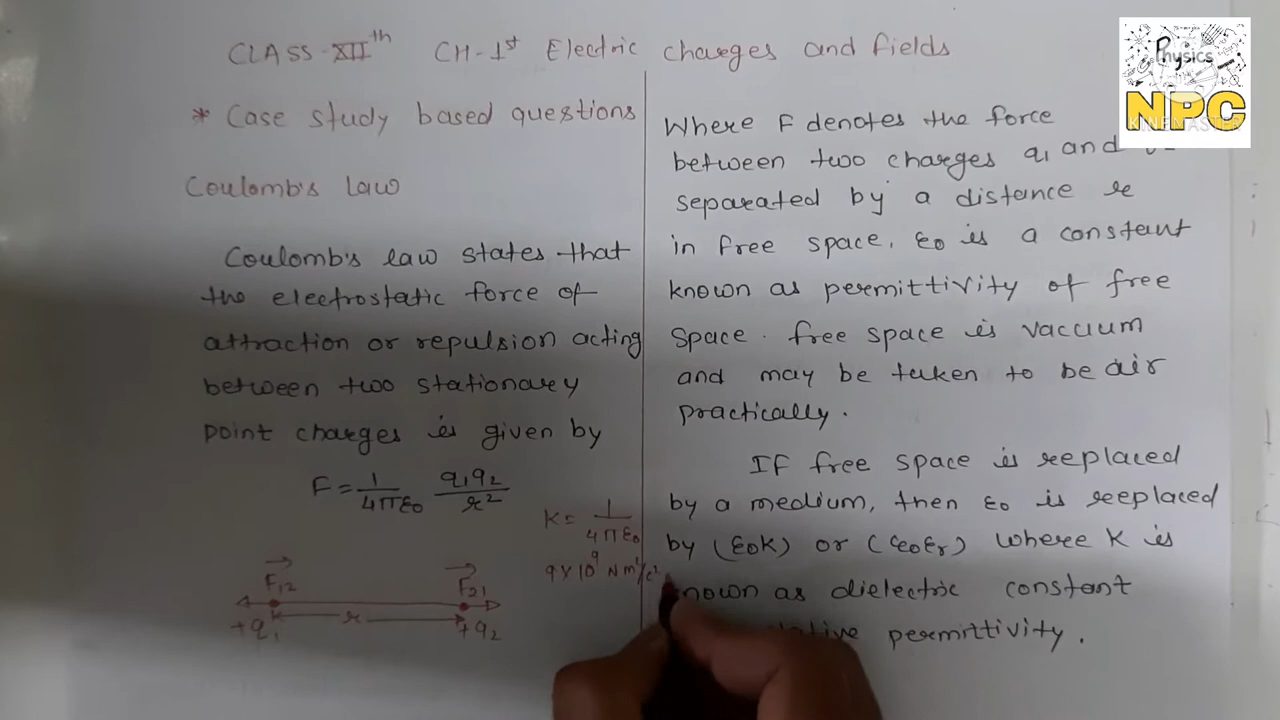 CLASS-XIIth CH-1st Electric charges and fields
* Case study based questions
Coulomb's law
Coulomb's law states that
the electrostatic force of
attraction or repulsion acting
between two stationary
point charges is given by
F = 1/4πε0 q1q2/r2
K = 1/4πε0
9×10^9 Nm²/c²
F12 F21
r
+q1 +q2
Where F denotes the force
between two charges q1 and
separated by a distance r
in free space, ε0 is a constant
known as permittivity of free
space. free space is vaccum
and may be taken to be air
practically.
If free space is replaced
by a medium, then ε0 is replaced
by (ε0K) or (ε0εr) where K is
nown as dielectric constant
permittivity.
Physics
NPC
KINEMASTER